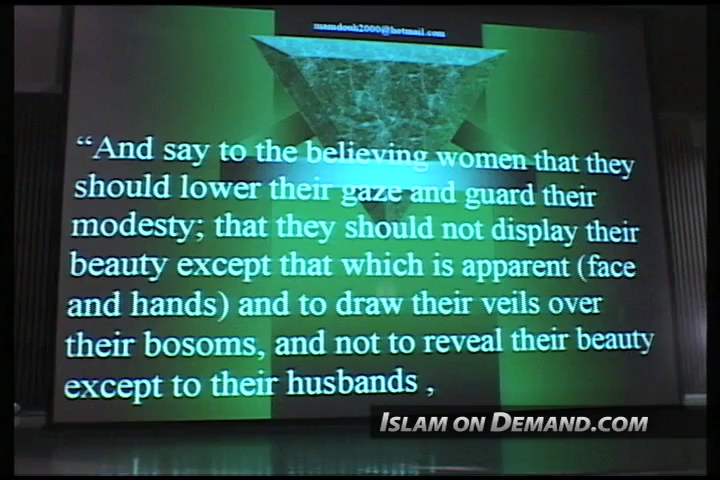 mamdouh2000@hotmail.com
“And say to the believing women that they
should lower their gaze and guard their
modesty; that they should not display their
beauty except that which is apparent (face
and hands) and to draw their veils over
their bosoms, and not to reveal their beauty
except to their husbands ,
ISLAM ON DEMAND.COM